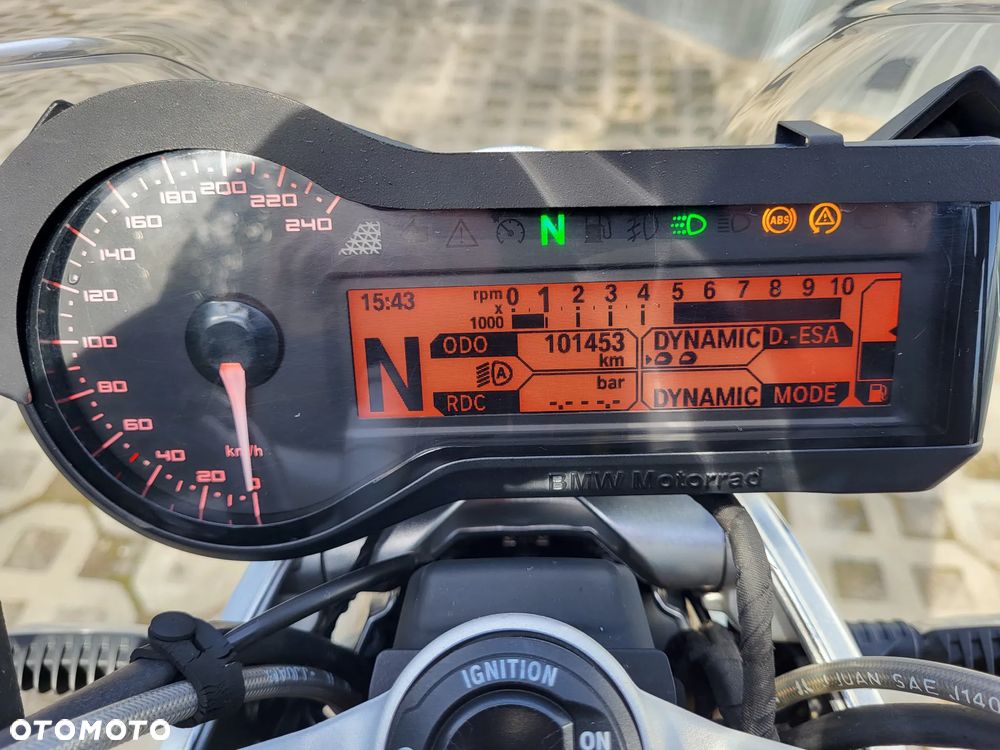 240
220
200
180
160
140
120
100
80
60
40
20
0
km/h
N
ABS
15:43
rpm x 1000
0 1 2 3 4 5 6 7 8 9 10
N
ODO 101453 km
DYNAMIC D.-ESA
A
RDC -.- -.- bar
DYNAMIC MODE
BMW Motorrad
IGNITION
ON
JUAN SAE J140
OTOMOTO